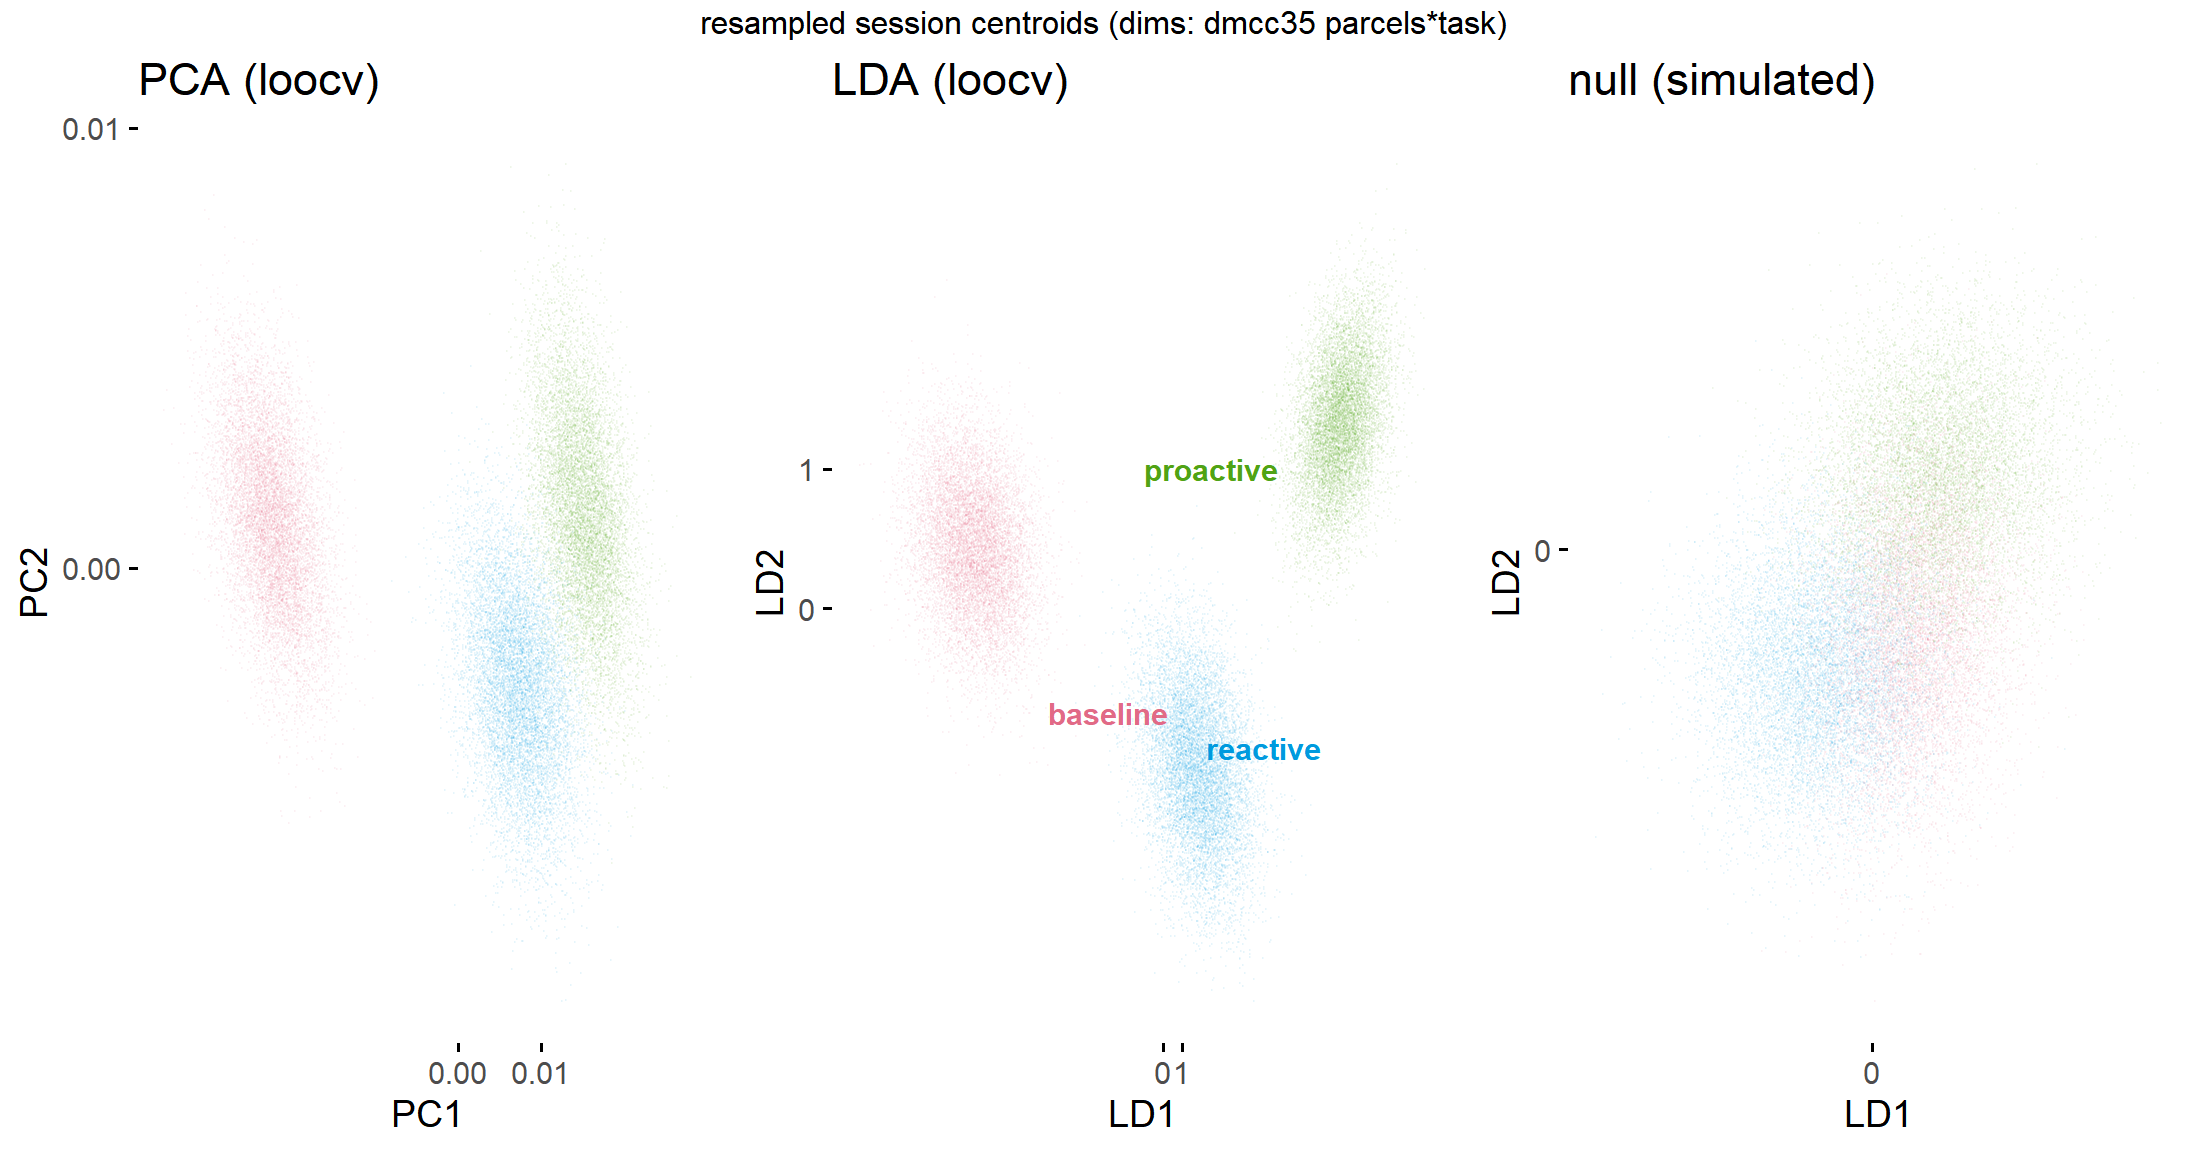 resampled session centroids (dims: dmcc35 parcels*task)
PCA (loocv)
0.01
0.00
PC2
0.00 0.01
PC1
LDA (loocv)
proactive
1
0
LD2
baseline
reactive
0 1
LD1
null (simulated)
0
LD2
0
LD1